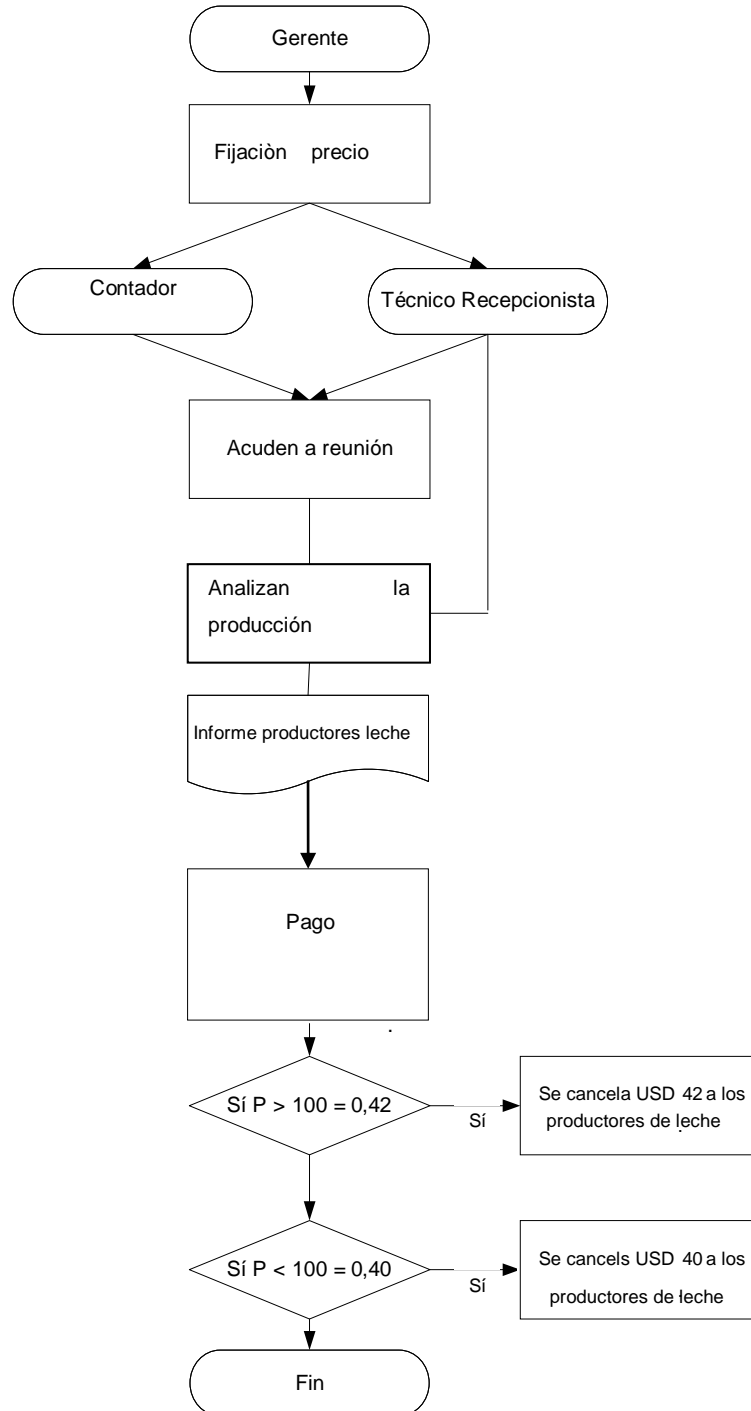 Gerente
Fijaciòn precio
Contador
Técnico Recepcionista
Acuden a reunión
Analizan la
producción
Informe productores leche
Pago
.
Sí P > 100 = 0,42
Sí
Se cancela USD 42 a los
productores de leche
Sí P < 100 = 0,40
Sí
Se cancels USD 40 a los
productores de leche
Fin